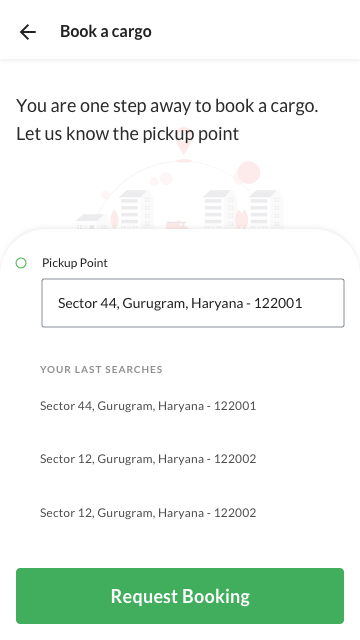 Book a cargo
You are one step away to book a cargo.
Let us know the pickup point
Pickup Point
Sector 44, Gurugram, Haryana - 122001
YOUR LAST SEARCHES
Sector 44, Gurugram, Haryana - 122001
Sector 12, Gurugram, Haryana - 122002
Sector 12, Gurugram, Haryana - 122002
Request Booking